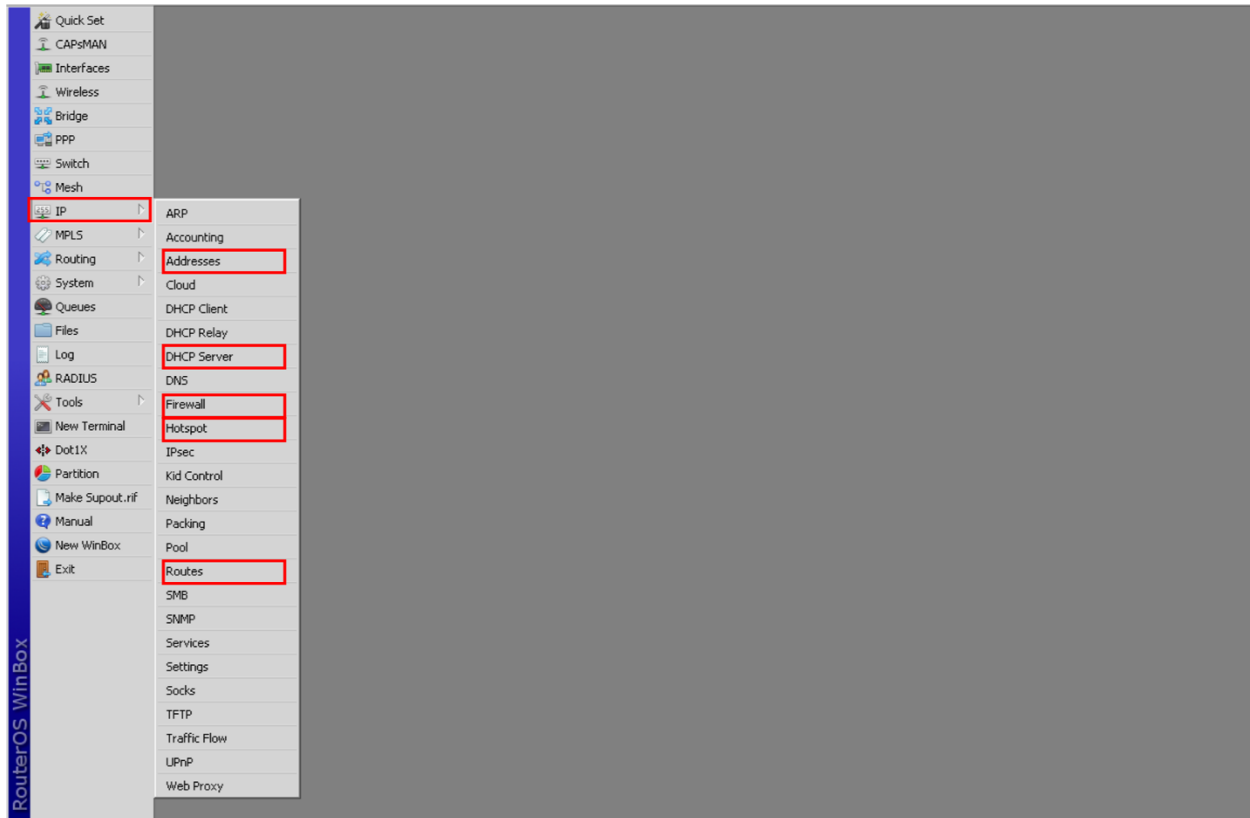 Quick Set
CAPsMAN
Interfaces
Wireless
Bridge
PPP
Switch
Mesh
IP
MPLS
Routing
System
Queues
Files
Log
RADIUS
Tools
New Terminal
Dot1X
Partition
Make Supout.rif
Manual
New WinBox
Exit
ARP
Accounting
Addresses
Cloud
DHCP Client
DHCP Relay
DHCP Server
DNS
Firewall
Hotspot
IPsec
Kid Control
Neighbors
Packing
Pool
Routes
SMB
SNMP
Services
Settings
Socks
TFTP
Traffic Flow
UPnP
Web Proxy
RouterOS WinBox